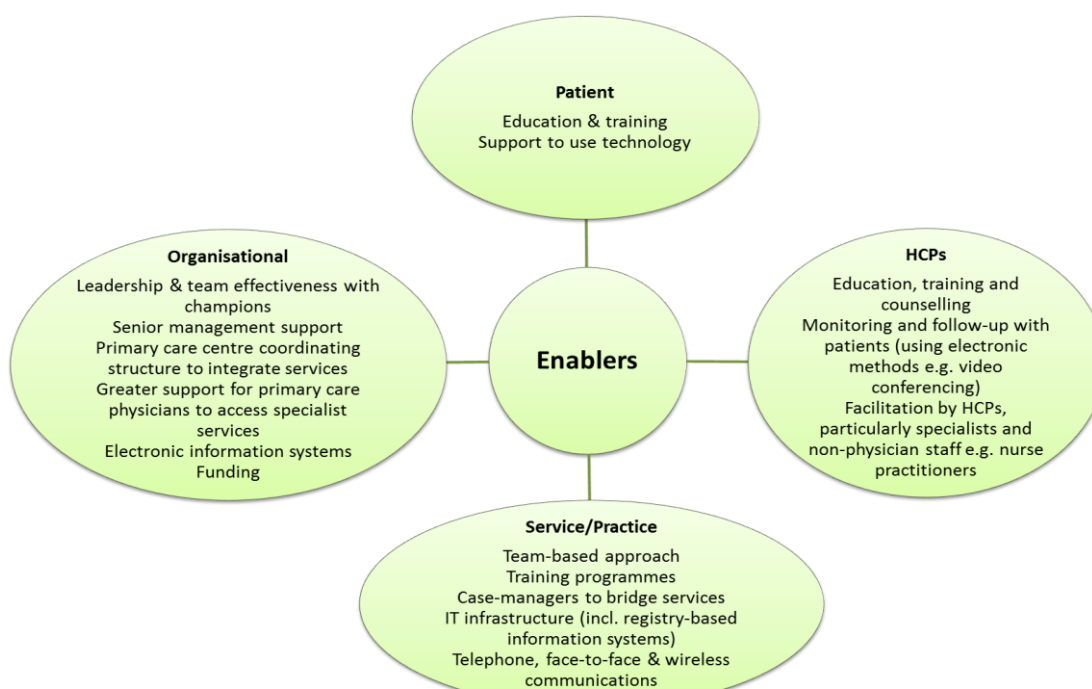 Patient
Education & training
Support to use technology
Organisational
Leadership & team effectiveness with
champions
Senior management support
Primary care centre coordinating
structure to integrate services
Greater support for primary care
physicians to access specialist
services
Electronic information systems
Funding
Enablers
HCPs
Education, training and
counselling
Monitoring and follow-up with
patients (using electronic
methods e.g. video
conferencing)
Facilitation by HCPs,
particularly specialists and
non-physician staff e.g. nurse
practitioners
Service/Practice
Team-based approach
Training programmes
Case-managers to bridge services
IT infrastructure (incl. registry-based
information systems)
Telephone, face-to-face & wireless
communications